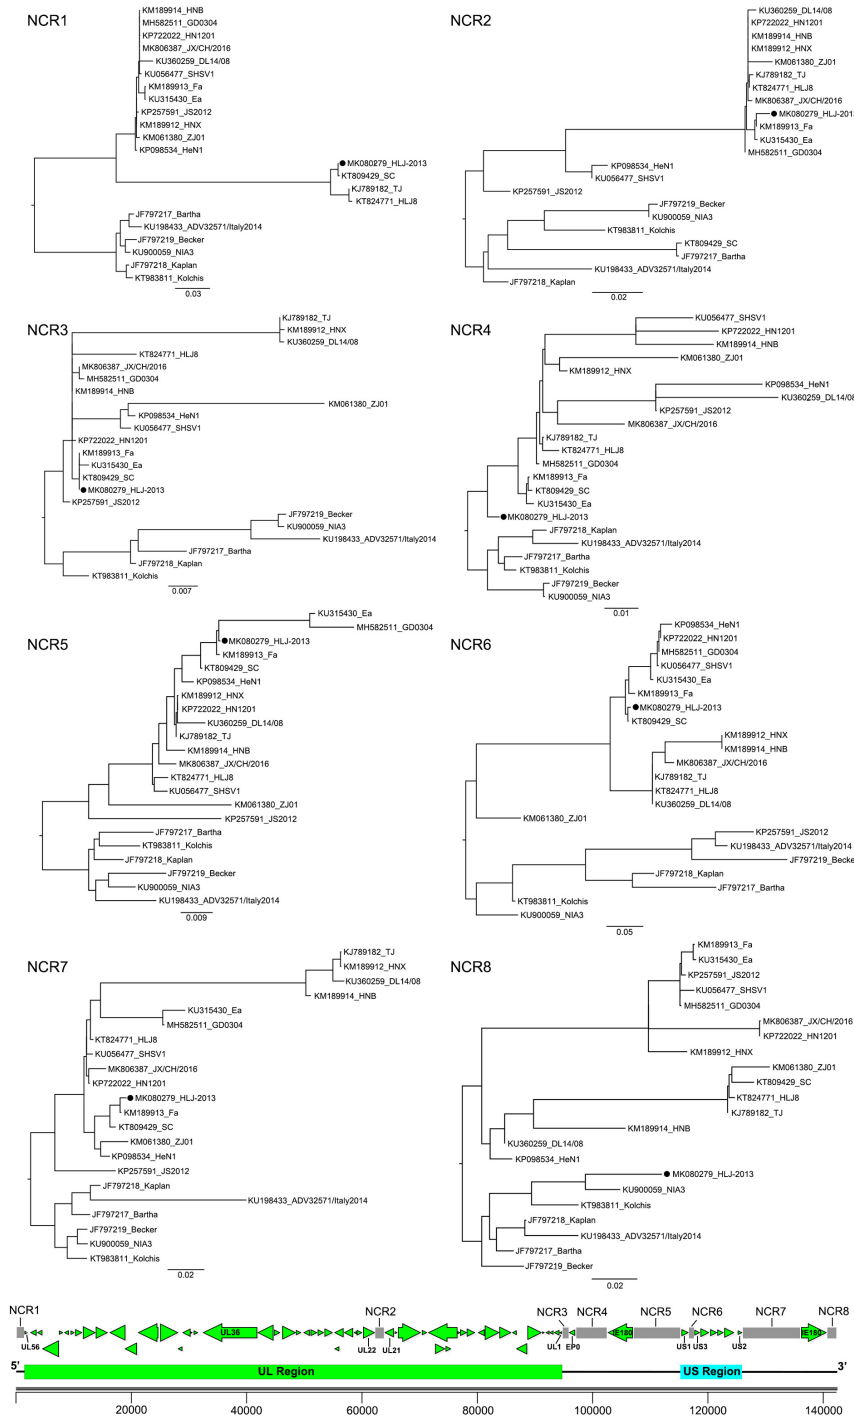 NCR1
KM189914_HNB
MH582511_GD0304
KP722022_HN1201
MK806387_JX/CH/2016
KU360259_DL14/08
KU056477_SHSV1
KM189913_Fa
KU315430_Ea
KP257591_JS2012
KM189912_HNX
KM061380_ZJ01
KP098534_HeN1
MK080279_HLJ-2013
KT809429_SC
KJ789182_TJ
KT824771_HLJ8
JF797217_Bartha
KU198433_ADV32571/Italy2014
JF797219_Becker
KU900059_NIA3
JF797218_Kaplan
KT983811_Kolchis
0.03
NCR2
KU360259_DL14/08
KP722022_HN1201
KM189914_HNB
KM189912_HNX
KM061380_ZJ01
KJ789182_TJ
KT824771_HLJ8
MK806387_JX/CH/2016
MK080279_HLJ-2013
KM189913_Fa
KU315430_Ea
MH582511_GD0304
KP098534_HeN1
KU056477_SHSV1
KP257591_JS2012
JF797219_Becker
KU900059_NIA3
KT983811_Kolchis
KT809429_SC
JF797217_Bartha
KU198433_ADV32571/Italy2014
JF797218_Kaplan
0.02
NCR3
KJ789182_TJ
KM189912_HNX
KU360259_DL14/08
KT824771_HLJ8
MK806387_JX/CH/2016
MH582511_GD0304
KM189914_HNB
KM061380_ZJ01
KP098534_HeN1
KU056477_SHSV1
KP722022_HN1201
KM189913_Fa
KU315430_Ea
KT809429_SC
MK080279_HLJ-2013
KP257591_JS2012
JF797219_Becker
KU900059_NIA3
KU198433_ADV32571/Italy2014
JF797217_Bartha
JF797218_Kaplan
KT983811_Kolchis
0.007
NCR4
KU056477_SHSV1
KP722022_HN1201
KM189914_HNB
KM061380_ZJ01
KM189912_HNX
KP098534_HeN1
KU360259_DL14/08
KP257591_JS2012
MK806387_JX/CH/2016
KJ789182_TJ
KT824771_HLJ8
MH582511_GD0304
KM189913_Fa
KT809429_SC
KU315430_Ea
MK080279_HLJ-2013
JF797218_Kaplan
KU198433_ADV32571/Italy2014
JF797217_Bartha
KT983811_Kolchis
JF797219_Becker
KU900059_NIA3
0.01
NCR5
KU315430_Ea
MH582511_GD0304
MK080279_HLJ-2013
KM189913_Fa
KT809429_SC
KP098534_HeN1
KM189912_HNX
KP722022_HN1201
KU360259_DL14/08
KJ789182_TJ
KM189914_HNB
MK806387_JX/CH/2016
KT824771_HLJ8
KU056477_SHSV1
KM061380_ZJ01
KP257591_JS2012
JF797217_Bartha
KT983811_Kolchis
JF797218_Kaplan
JF797219_Becker
KU900059_NIA3
KU198433_ADV32571/Italy2014
0.009
NCR6
KP098534_HeN1
KP722022_HN1201
MH582511_GD0304
KU056477_SHSV1
KU315430_Ea
KM189913_Fa
MK080279_HLJ-2013
KT809429_SC
KM189912_HNX
KM189914_HNB
MK806387_JX/CH/2016
KJ789182_TJ
KT824771_HLJ8
KU360259_DL14/08
KM061380_ZJ01
KP257591_JS2012
KU198433_ADV32571/Italy2014
JF797219_Becke
JF797218_Kaplan
JF797217_Bartha
KT983811_Kolchis
KU900059_NIA3
0.05
NCR7
KJ789182_TJ
KM189912_HNX
KU360259_DL14/08
KM189914_HNB
KU315430_Ea
MH582511_GD0304
KT824771_HLJ8
KU056477_SHSV1
MK806387_JX/CH/2016
KP722022_HN1201
MK080279_HLJ-2013
KM189913_Fa
KT809429_SC
KM061380_ZJ01
KP098534_HeN1
KP257591_JS2012
JF797218_Kaplan
KU198433_ADV32571/Italy2014
JF797217_Bartha
JF797219_Becker
KU900059_NIA3
KT983811_Kolchis
0.02
NCR8
KM189913_Fa
KU315430_Ea
KP257591_JS2012
KU056477_SHSV1
MH582511_GD0304
MK806387_JX/CH/2016
KP722022_HN1201
KM189912_HNX
KM061380_ZJ01
KT809429_SC
KT824771_HLJ8
KJ789182_TJ
KM189914_HNB
KU360259_DL14/08
KP098534_HeN1
MK080279_HLJ-2013
KU900059_NIA3
KT983811_Kolchis
JF797218_Kaplan
KU198433_ADV32571/Italy2014
JF797217_Bartha
JF797219_Becker
0.02
NCR1 NCR2 NCR3 NCR4 NCR5 NCR6 NCR7 NCR8
UL36 IE180 IE180
UL56 UL22 UL21 UL1 EP0 US1 US3 US2
5' 3'
UL Region US Region
20000 40000 60000 80000 100000 120000 140000